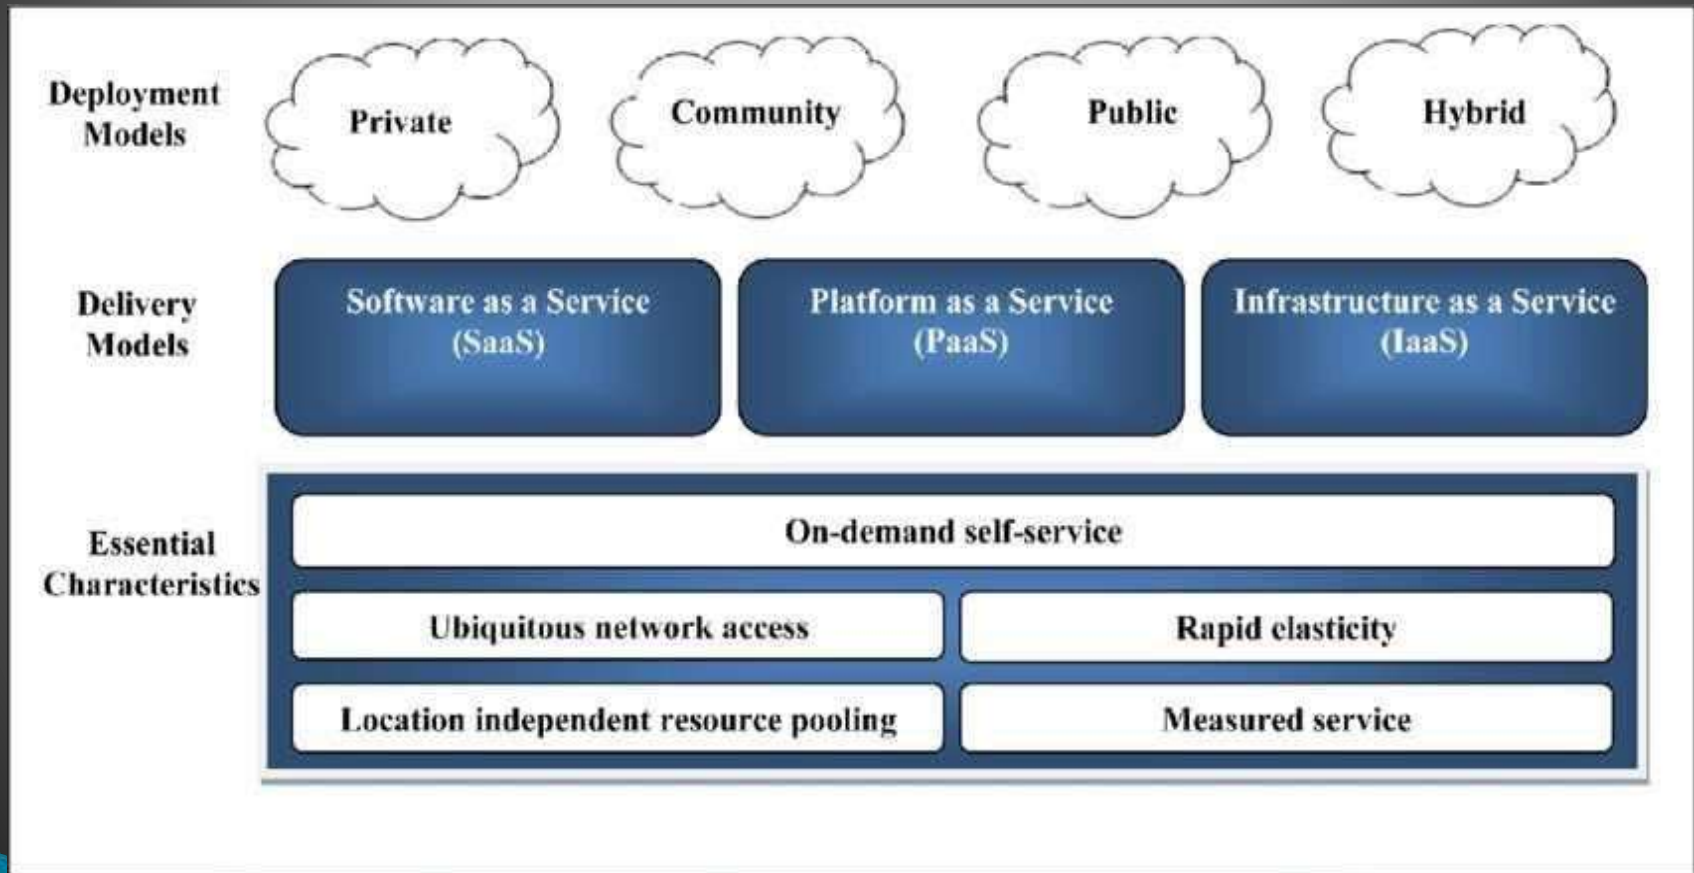 Deployment
Models
Private
Community
Public
Hybrid
Delivery
Models
Software as a Service
(SaaS)
Platform as a Service
(PaaS)
Infrastructure as a Service
(IaaS)
Essential
Characteristics
On-demand self-service
Ubiquitous network access
Rapid elasticity
Location independent resource pooling
Measured service